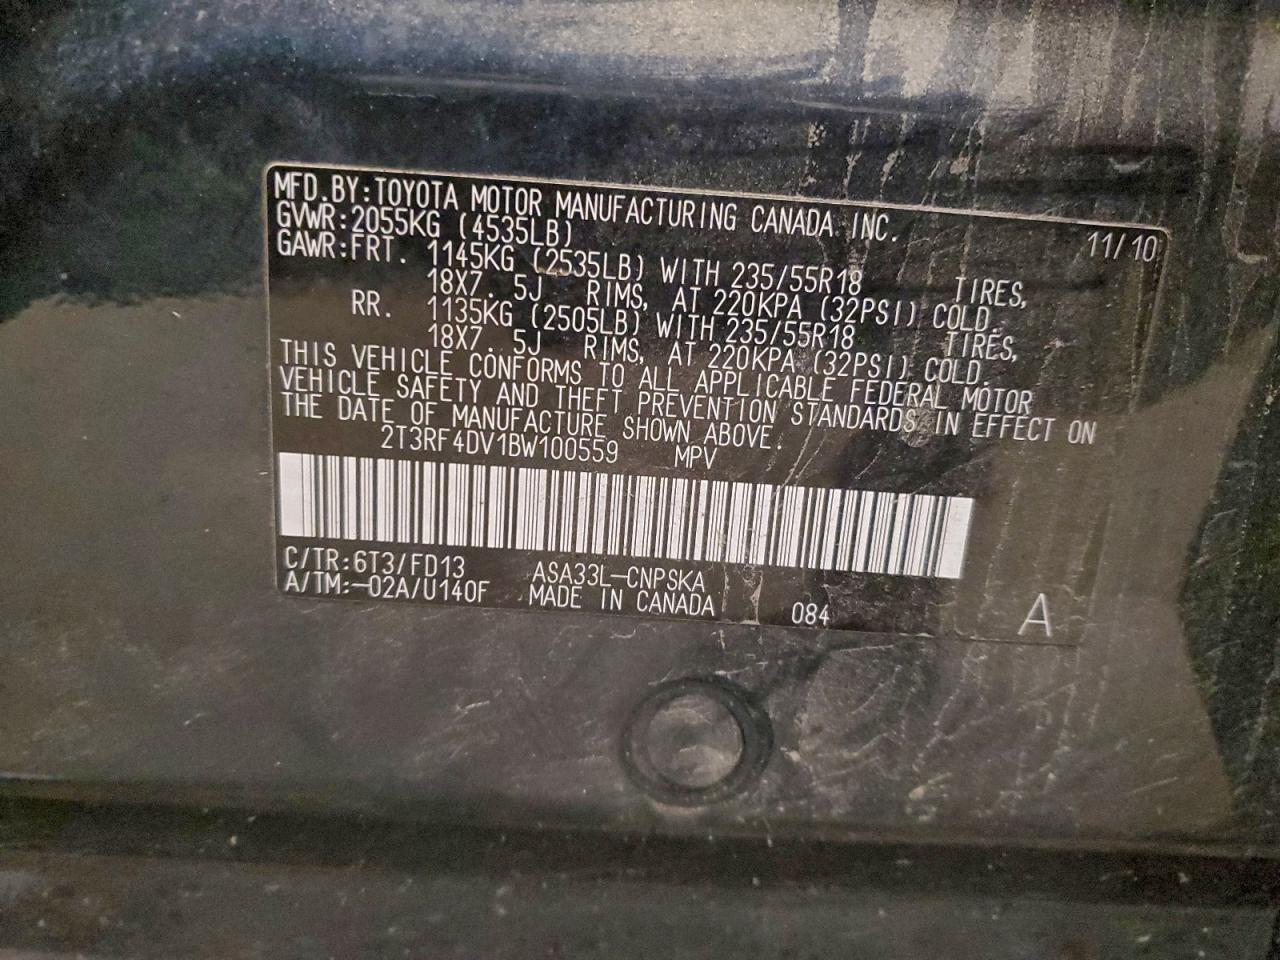 MFD.BY:TOYOTA MOTOR MANUFACTURING CANADA INC.
GVWR:2055KG (4535LB) 11/10
GAWR:FRT. 1145KG (2535LB) WITH 235/55R18 TIRES,
18X7.5J RIMS, AT 220KPA (32PSI) COLD.
RR. 1135KG (2505LB) WITH 235/55R18 TIRES,
18X7.5J RIMS, AT 220KPA (32PSI) COLD.
THIS VEHICLE CONFORMS TO ALL APPLICABLE FEDERAL MOTOR
VEHICLE SAFETY AND THEFT PREVENTION STANDARDS IN EFFECT ON
THE DATE OF MANUFACTURE SHOWN ABOVE.
2T3RF4DV1BW100559 MPV
C/TR:6T3/FD13 ASA33L-CNPSKA
A/TM:-02A/U140F MADE IN CANADA 084 A